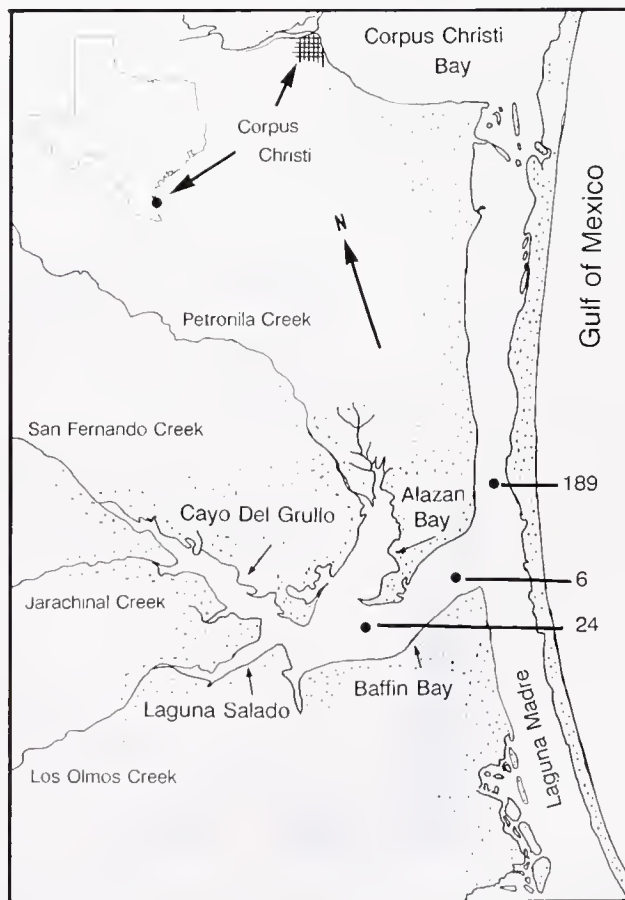 Corpus Christi
Bay
Corpus
Christi
Gulf of Mexico
N
Petronila Creek
San Fernando Creek
189
Alazan
Bay
Cayo Del Grullo
6
Jarachinal Creek
24
Baffin Bay
Laguna Salado
Laguna Madre
Los Olmos Creek